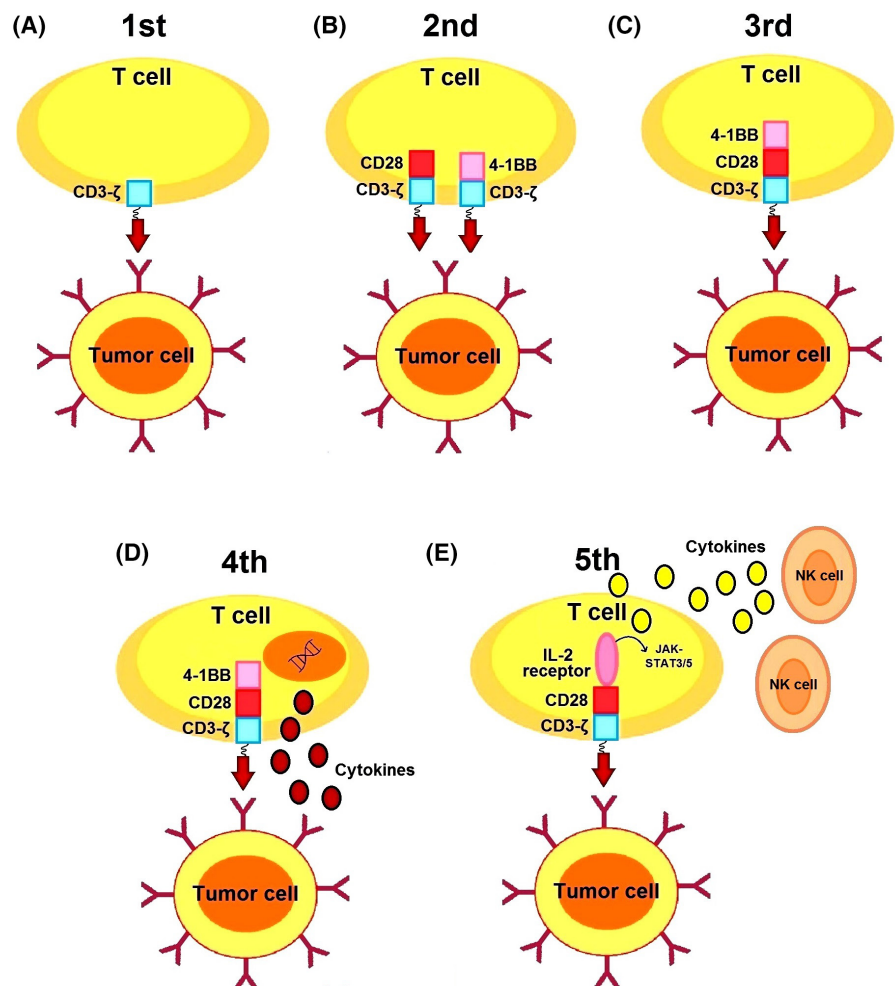 (A) 1st
T cell
CD3-ζ
Tumor cell
(B) 2nd
T cell
CD28
4-1BB
CD3-ζ
CD3-ζ
Tumor cell
(C) 3rd
T cell
4-1BB
CD28
CD3-ζ
Tumor cell
(D) 4th
T cell
4-1BB
CD28
CD3-ζ
Cytokines
Tumor cell
(E) 5th
Cytokines
NK cell
T cell
IL-2
receptor
JAK-
STAT3/5
NK cell
CD28
CD3-ζ
Tumor cell